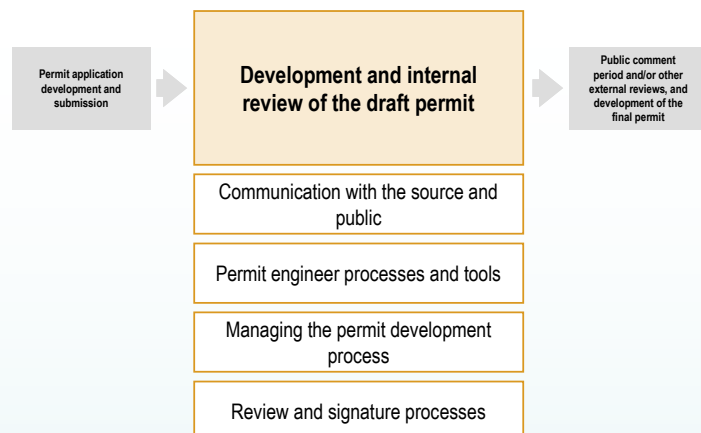 Permit application
development and
submission
Development and internal
review of the draft permit
Public comment
period and/or other
external reviews, and
development of the
final permit
Communication with the source and
public
Permit engineer processes and tools
Managing the permit development
process
Review and signature processes